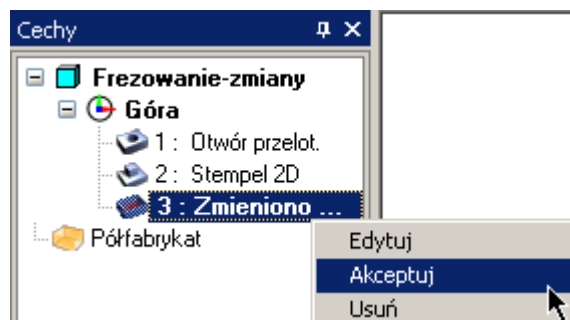 Cechy
Frezowanie-zmiany
Góra
1 : Otwór przelot.
2 : Stempel 2D
3 : Zmieniono ...
Półfabrykat
Edytuj
Akceptuj
Usuń